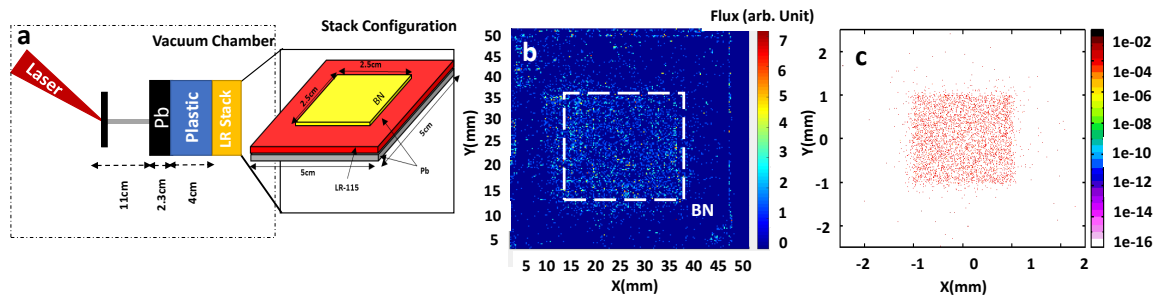 a
Laser
Vacuum Chamber
Pb
Plastic
LR Stack
11cm
2.3cm
4cm
Stack Configuration
2.5cm
2.5cm
BN
5cm
5cm
Pb
LR-115
Flux (arb. Unit)
b
BN
50
45
40
36
30
25
20
15
10
5
Y(mm)
5 10 15 20 25 30 35 40 45 50
X(mm)
7
6
5
4
3
2
1
0
c
2
1
0
-1
-2
Y(mm)
-2 -1 0 1 2
X(mm)
1e-02
1e-04
1e-06
1e-08
1e-10
1e-12
1e-14
1e-16